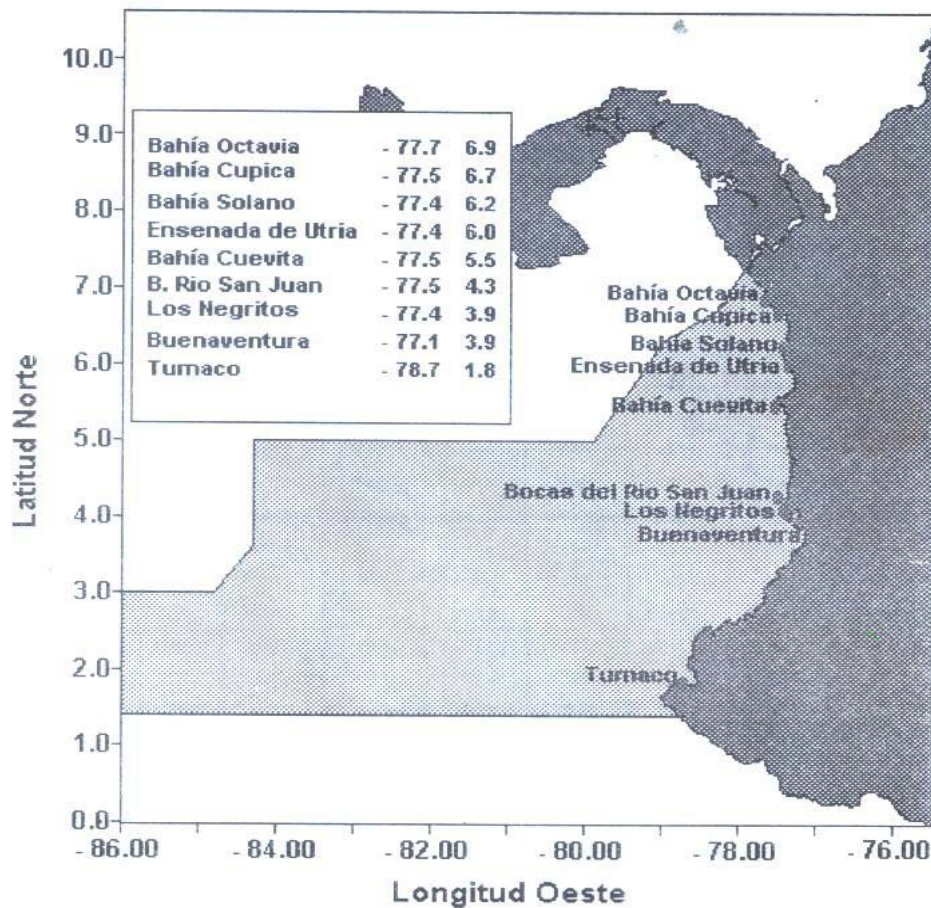 10.0
9.0
8.0
7.0
6.0
5.0
4.0
3.0
2.0
1.0
0.0
Latitud Norte
Bahía Octavia - 77.7 6.9
Bahía Cupica - 77.5 6.7
Bahía Solano - 77.4 6.2
Ensenada de Utria - 77.4 6.0
Bahía Cuevita - 77.5 5.5
B. Rio San Juan - 77.5 4.3
Los Negritos - 77.4 3.9
Buenaventura - 77.1 3.9
Tumaco - 78.7 1.8
Bahía Octavia
Bahía Cupica
Bahía Solano
Ensenada de Utria
Bahía Cuevita
Bocas del Rio San Juan
Los Negritos
Buenaventura
Tumaco
- 86.00 - 84.00 - 82.00 - 80.00 - 78.00 - 76.00
Longitud Oeste